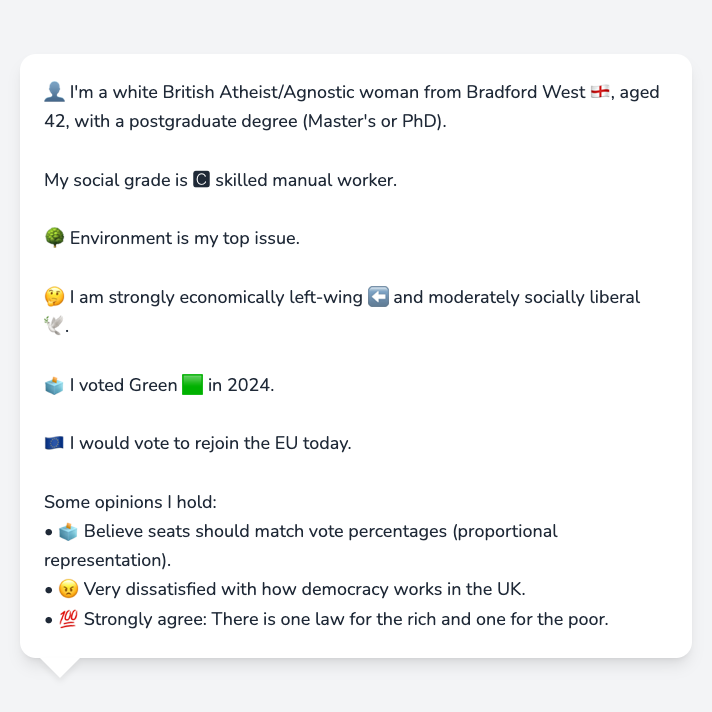 👤 I'm a white British Atheist/Agnostic woman from Bradford West 🏴󠁧󠁢󠁥󠁮󠁧󠁿, aged
42, with a postgraduate degree (Master's or PhD).
My social grade is 🅲 skilled manual worker.
🌳 Environment is my top issue.
🤔 I am strongly economically left-wing ⬅️ and moderately socially liberal
🕊️.
🗳️ I voted Green 🟩 in 2024.
🇪🇺 I would vote to rejoin the EU today.
Some opinions I hold:
• 🗳️ Believe seats should match vote percentages (proportional
representation).
• 😠 Very dissatisfied with how democracy works in the UK.
• 💯 Strongly agree: There is one law for the rich and one for the poor.